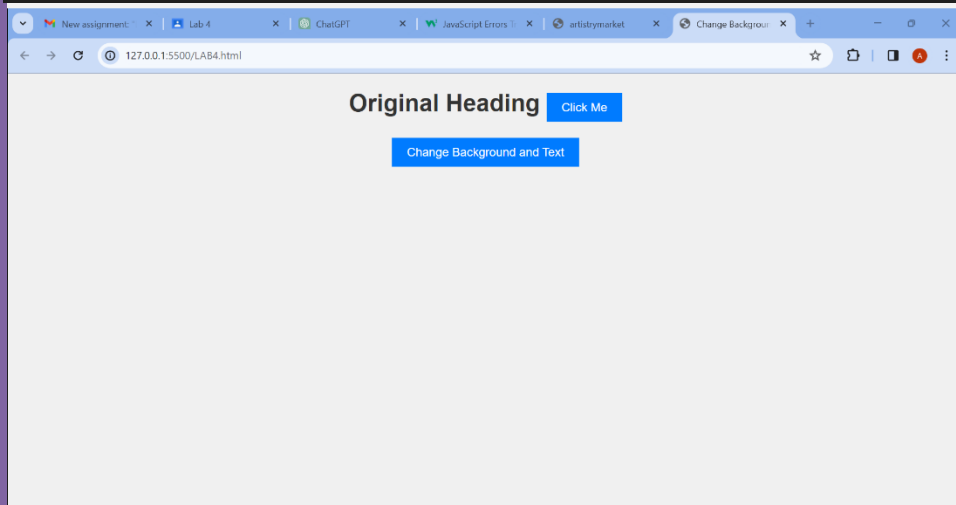 New assignment: "
Lab 4
ChatGPT
JavaScript Errors Tr
artistrymarket
Change Backgroun
127.0.0.1:5500/LAB4.html
A
Original Heading Click Me
Change Background and Text